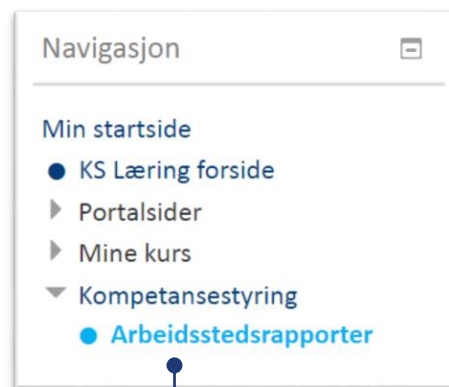 Navigasjon
Min startside
KS Læring forside
Portalsider
Mine kurs
Kompetansestyring
Arbeidsstedsrapporter